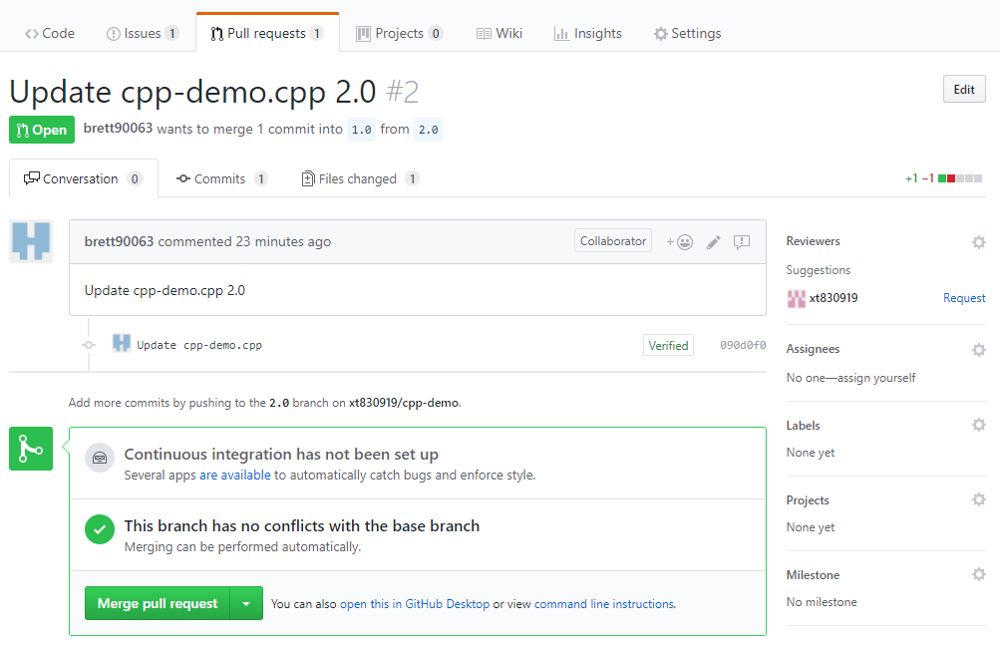 Code Issues 1 Pull requests 1 Projects 0 Wiki Insights Settings
Update cpp-demo.cpp 2.0 #2 Edit
Open brett90063 wants to merge 1 commit into 1.0 from 2.0
Conversation 0 Commits 1 Files changed 1 +1 −1
brett90063 commented 23 minutes ago Collaborator +
Update cpp-demo.cpp 2.0
Update cpp-demo.cpp Verified 090d0f0
Add more commits by pushing to the 2.0 branch on xt830919/cpp-demo.
Continuous integration has not been set up
Several apps are available to automatically catch bugs and enforce style.
This branch has no conflicts with the base branch
Merging can be performed automatically.
Merge pull request You can also open this in GitHub Desktop or view command line instructions.
Reviewers
Suggestions
xt830919 Request
Assignees
No one—assign yourself
Labels
None yet
Projects
None yet
Milestone
No milestone